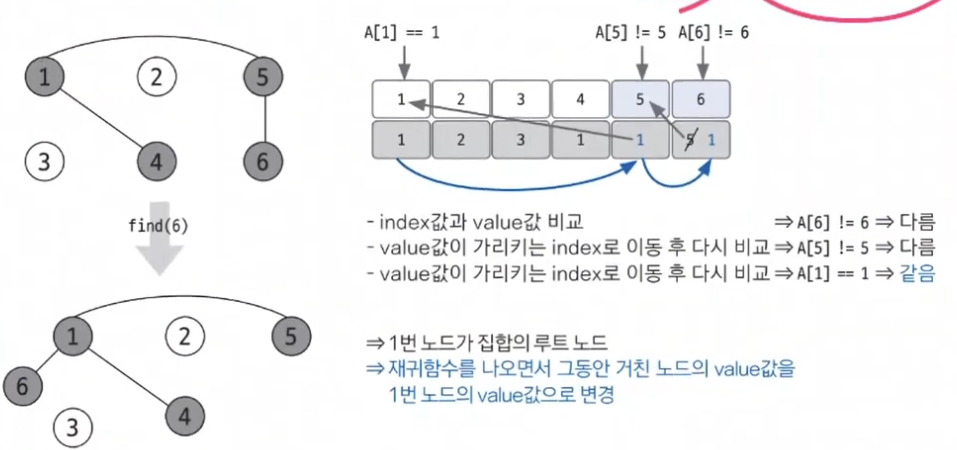 A[1] == 1
A[5] != 5 A[6] != 6
1 2 5
3 4 6
1 2 3 4 5 6
1 2 3 1 1 5 1
find(6)
- index값과 value값 비교 ⇒ A[6] != 6 ⇒ 다름
- value값이 가리키는 index로 이동 후 다시 비교 ⇒ A[5] != 5 ⇒ 다름
- value값이 가리키는 index로 이동 후 다시 비교 ⇒ A[1] == 1 ⇒ 같음
1 2 5
6
3 4
⇒ 1번 노드가 집합의 루트 노드
⇒ 재귀함수를 나오면서 그동안 거친 노드의 value값을
1번 노드의 value값으로 변경